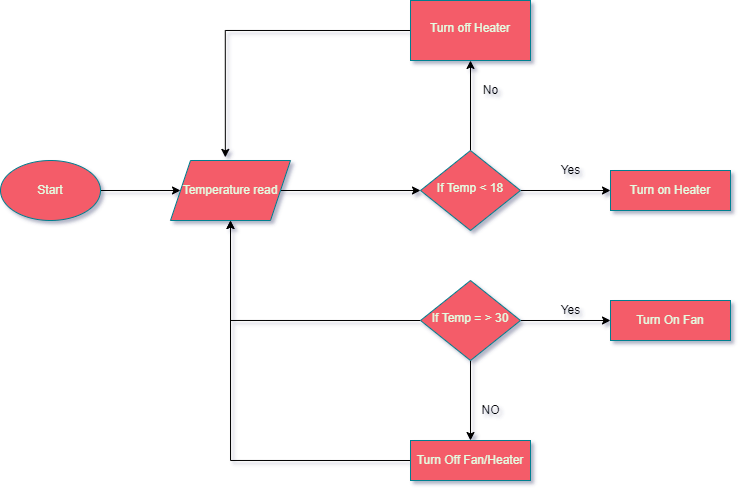 Turn off Heater
No
Start
Temperature read
If Temp < 18
Yes
Turn on Heater
If Temp = > 30
Yes
Turn On Fan
NO
Turn Off Fan/Heater